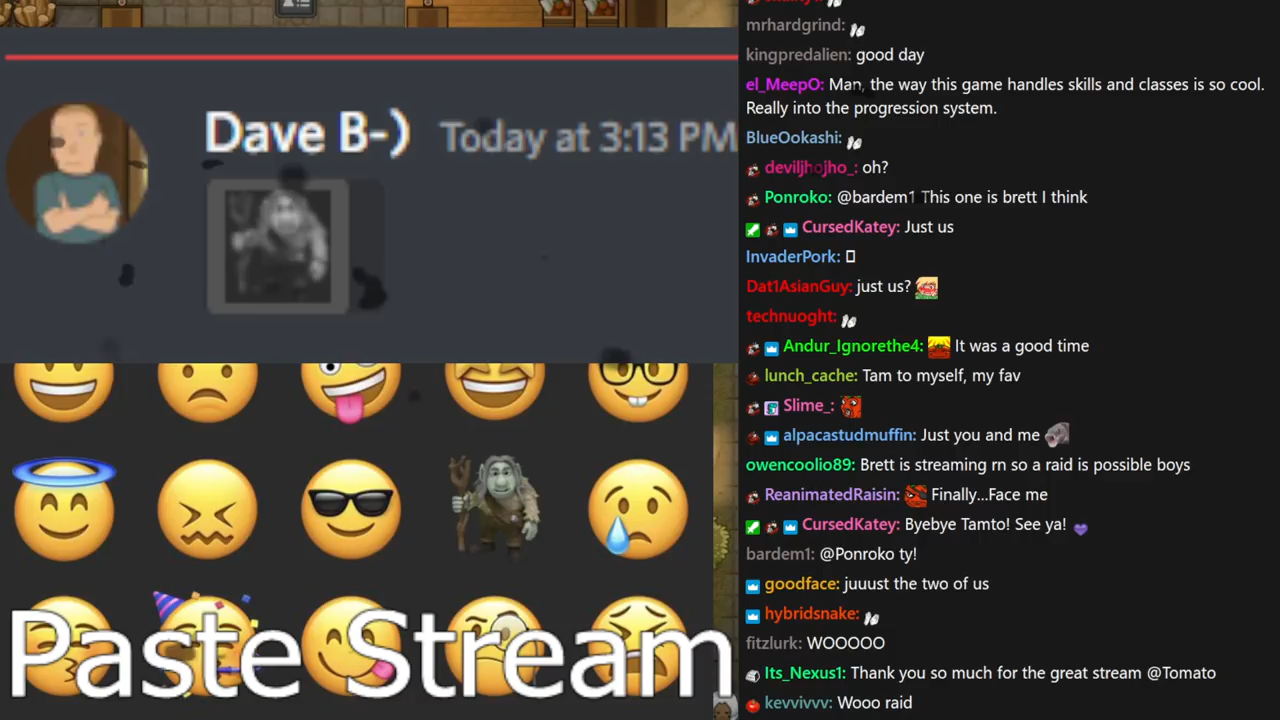 Dave B-) Today at 3:13 PM
Paste Stream
mrhardgrind:
kingpredalien: good day
el_MeepO: Man, the way this game handles skills and classes is so cool.
Really into the progression system.
BlueOokashi:
deviljhojho_: oh?
Ponroko: @bardem1 This one is brett I think
CursedKatey: Just us
InvaderPork:
Dat1AsianGuy: just us?
technuoght:
Andur_Ignorethe4: It was a good time
lunch_cache: Tam to myself, my fav
Slime_:
alpacastudmuffin: Just you and me
owencoolio89: Brett is streaming rn so a raid is possible boys
ReanimatedRaisin: Finally...Face me
CursedKatey: Byebye Tamto! See ya!
bardem1: @Ponroko ty!
goodface: juuust the two of us
hybridsnake:
fitzlurk: WOOOOO
Its_Nexus1: Thank you so much for the great stream @Tomato
kevvivvv: Wooo raid